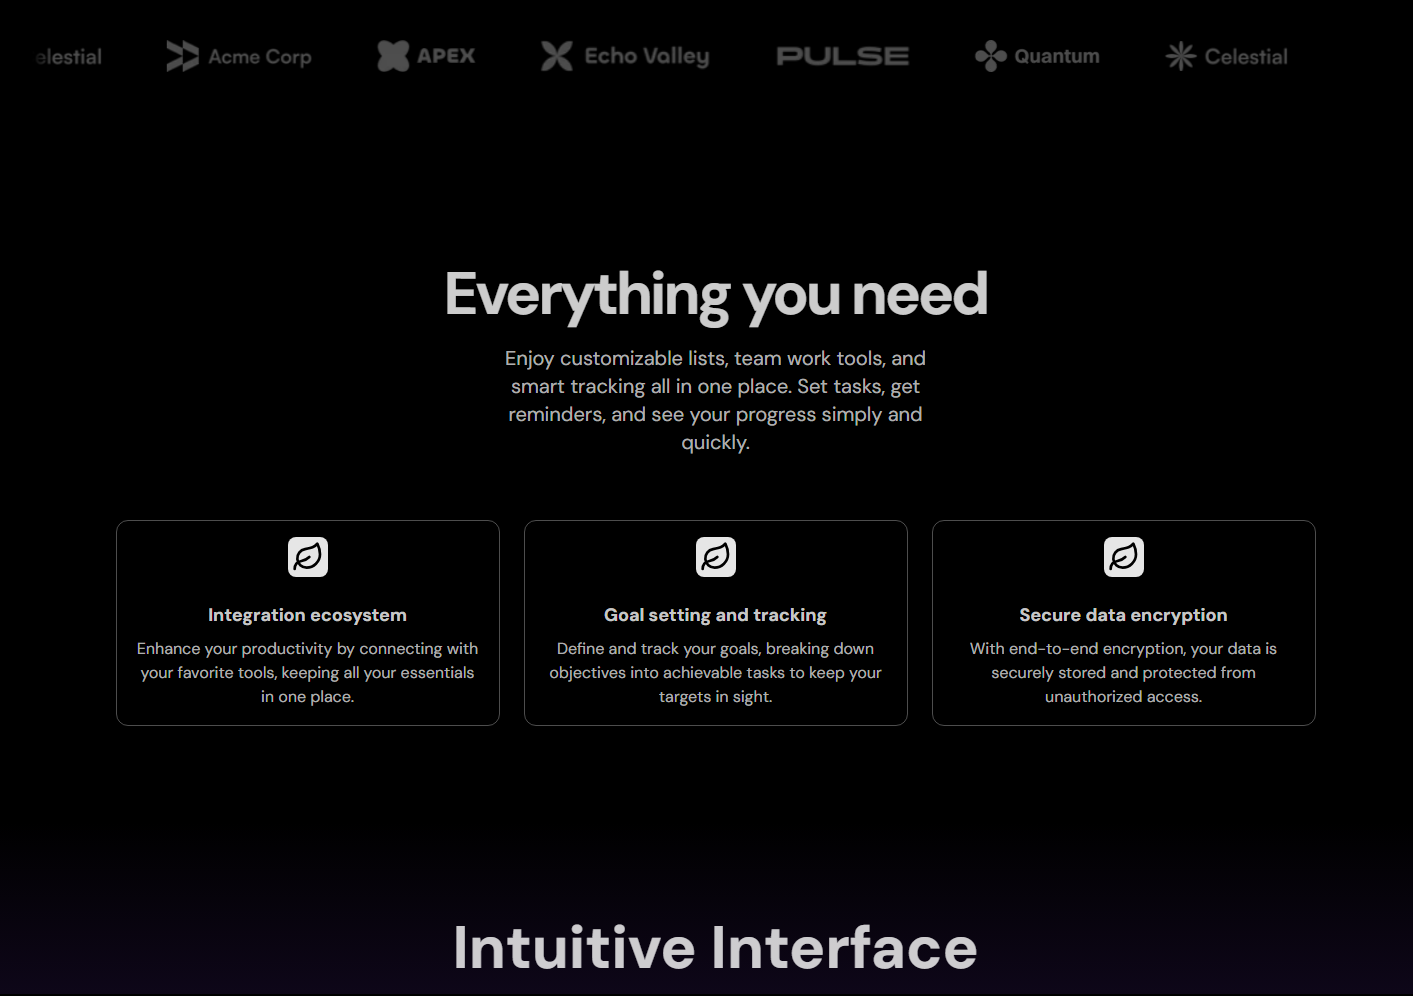 elestial Acme Corp APEX Echo Valley PULSE Quantum Celestial
Everything you need
Enjoy customizable lists, team work tools, and
smart tracking all in one place. Set tasks, get
reminders, and see your progress simply and
quickly.
Integration ecosystem
Enhance your productivity by connecting with
your favorite tools, keeping all your essentials
in one place.
Goal setting and tracking
Define and track your goals, breaking down
objectives into achievable tasks to keep your
targets in sight.
Secure data encryption
With end-to-end encryption, your data is
securely stored and protected from
unauthorized access.
Intuitive Interface